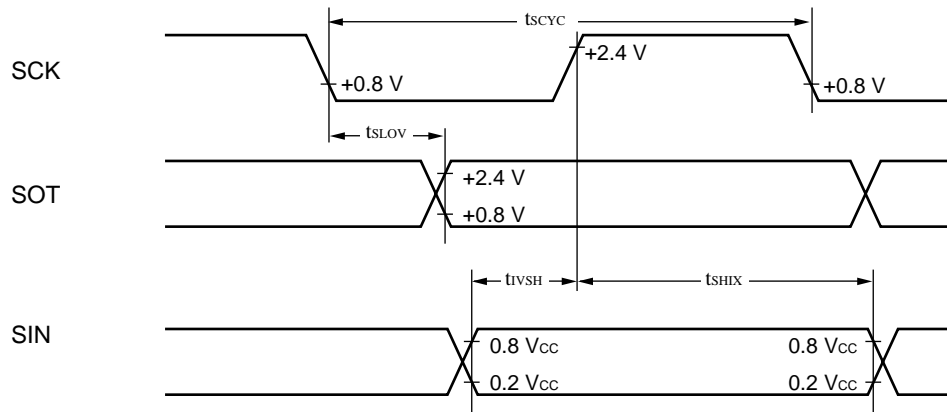 tSCYC
SCK
+2.4 V
+0.8 V
+0.8 V
tSLOV
SOT
+2.4 V
+0.8 V
tIVSH
tSHIX
SIN
0.8 VCC
0.8 VCC
0.2 VCC
0.2 VCC